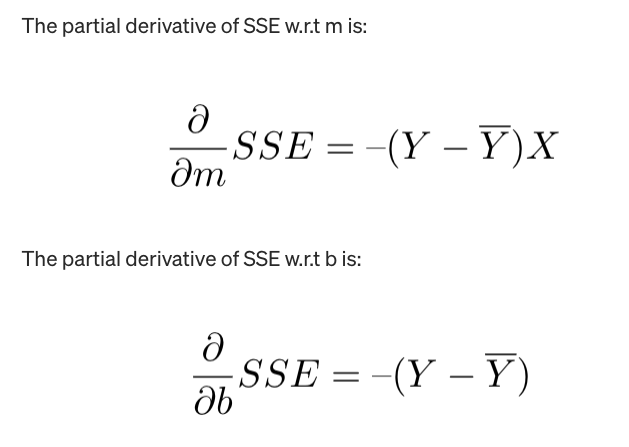 The partial derivative of SSE w.r.t m is:
∂/∂m SSE = –(Y – Y̅)X
The partial derivative of SSE w.r.t b is:
∂/∂b SSE = –(Y – Y̅)